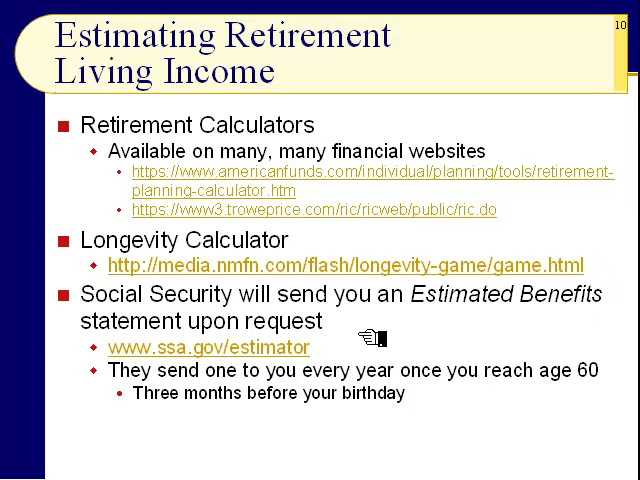 10
Estimating Retirement
Living Income
Retirement Calculators
Available on many, many financial websites
https://www.americanfunds.com/individual/planning/tools/retirement-
planning-calculator.htm
https://www3.troweprice.com/ric/ricweb/public/ric.do
Longevity Calculator
http://media.nmfn.com/flash/longevity-game/game.html
Social Security will send you an Estimated Benefits
statement upon request
www.ssa.gov/estimator
They send one to you every year once you reach age 60
Three months before your birthday